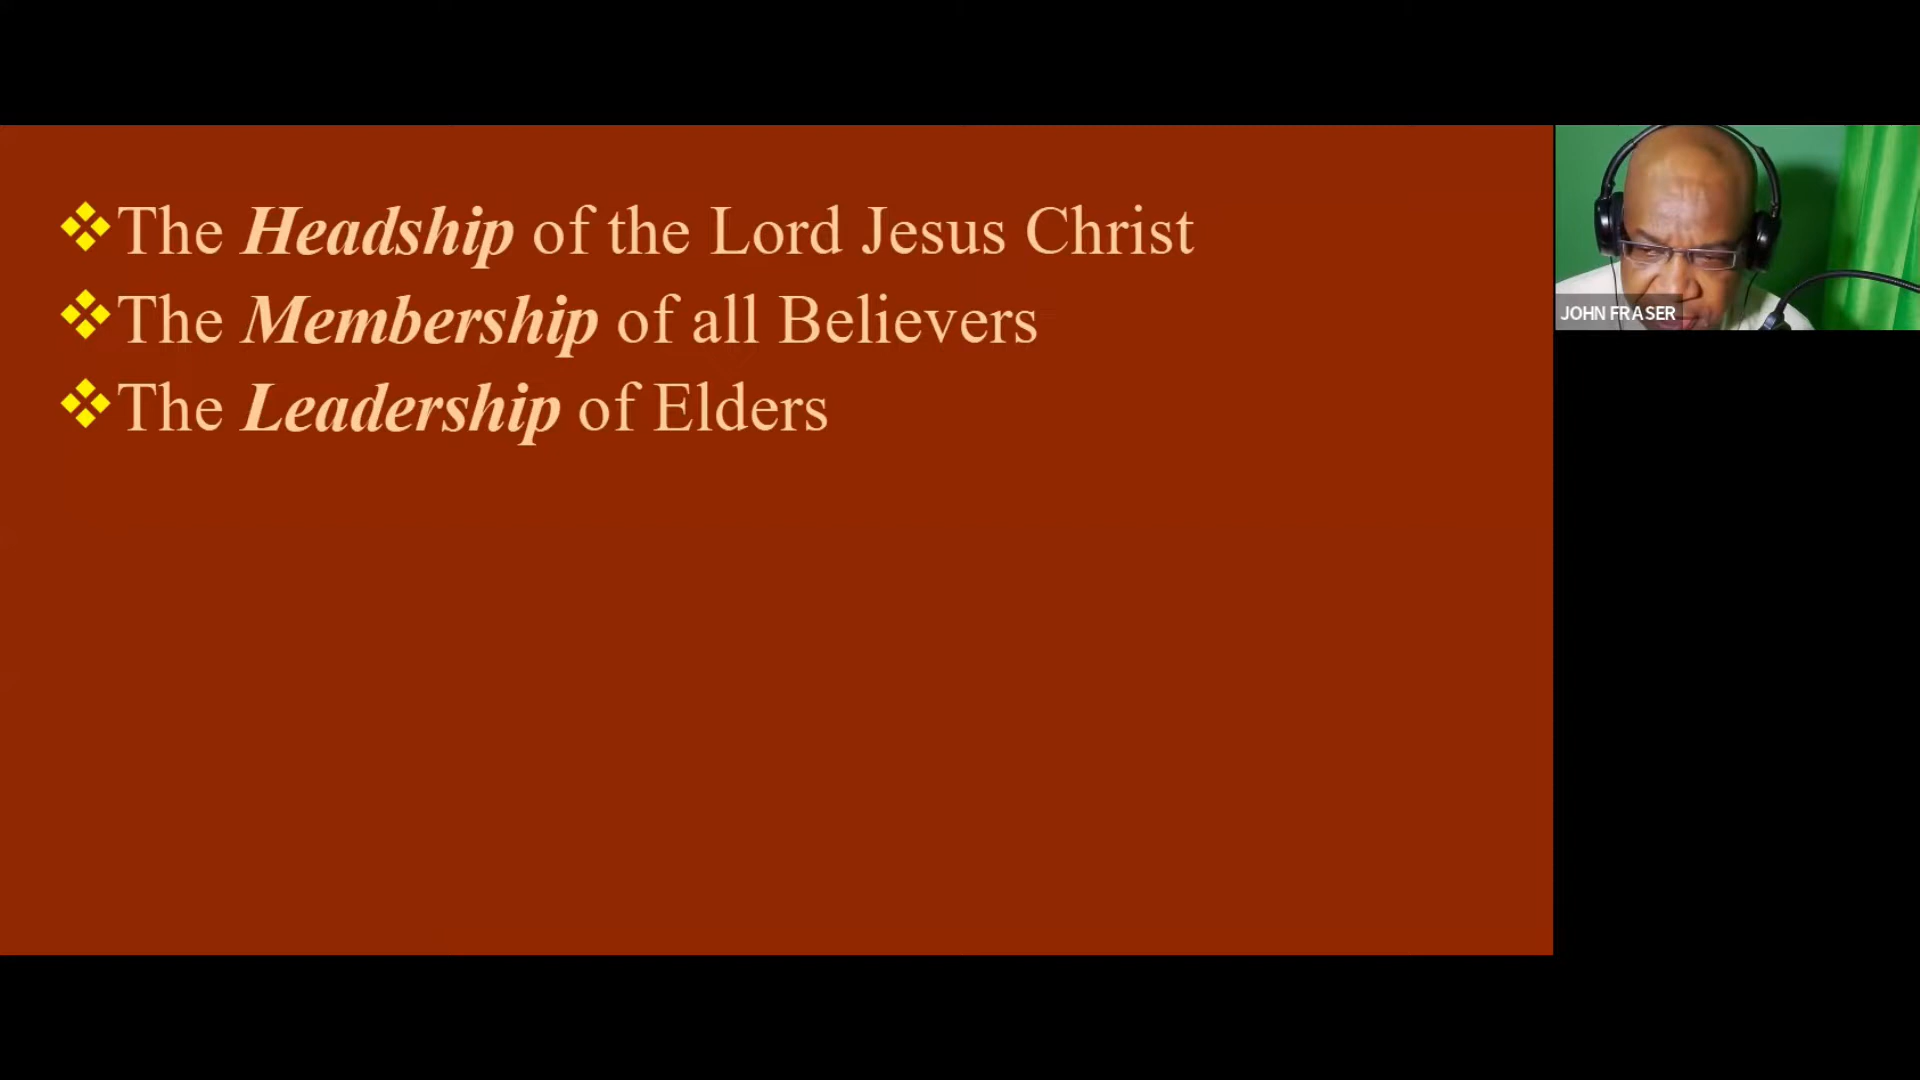 ❖The Headship of the Lord Jesus Christ
❖The Membership of all Believers
❖The Leadership of Elders
JOHN FRASER